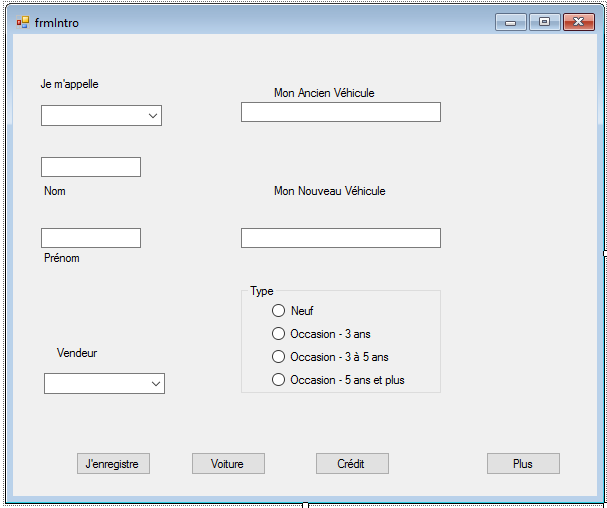 frmIntro
Je m'appelle
Mon Ancien Véhicule
Nom
Mon Nouveau Véhicule
Prénom
Type
Neuf
Occasion - 3 ans
Occasion - 3 à 5 ans
Occasion - 5 ans et plus
Vendeur
J'enregistre
Voiture
Crédit
Plus